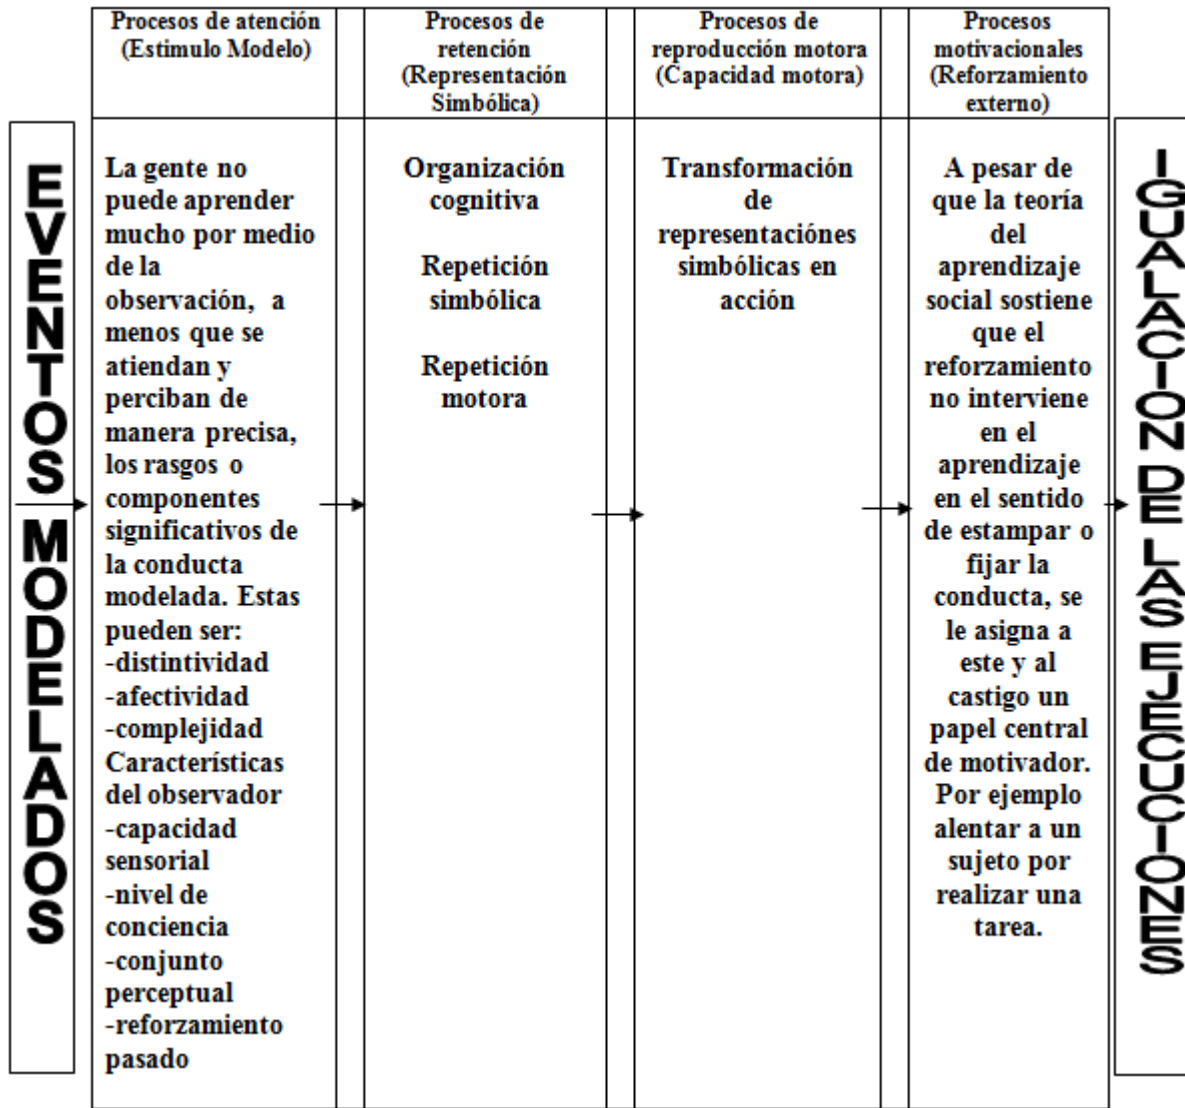 Procesos de atención
(Estimulo Modelo)
Procesos de
retención
(Representación
Simbólica)
Procesos de
reproducción motora
(Capacidad motora)
Procesos
motivacionales
(Reforzamiento
externo)
EVENTOS MODELADOS
La gente no
puede aprender
mucho por medio
de la
observación, a
menos que se
atiendan y
perciban de
manera precisa,
los rasgos o
componentes
significativos de
la conducta
modelada. Estas
pueden ser:
-distintividad
-afectividad
-complejidad
Características
del observador
-capacidad
sensorial
-nivel de
conciencia
-conjunto
perceptual
-reforzamiento
pasado
Organización
cognitiva
Repetición
simbólica
Repetición
motora
Transformación
de
representaciónes
simbólicas en
acción
A pesar de
que la teoría
del
aprendizaje
social sostiene
que el
reforzamiento
no interviene
en el
aprendizaje
en el sentido
de estampar o
fijar la
conducta, se
le asigna a
este y al
castigo un
papel central
de motivador.
Por ejemplo
alentar a un
sujeto por
realizar una
tarea.
IGUALACION DE LAS EJECUCIONES